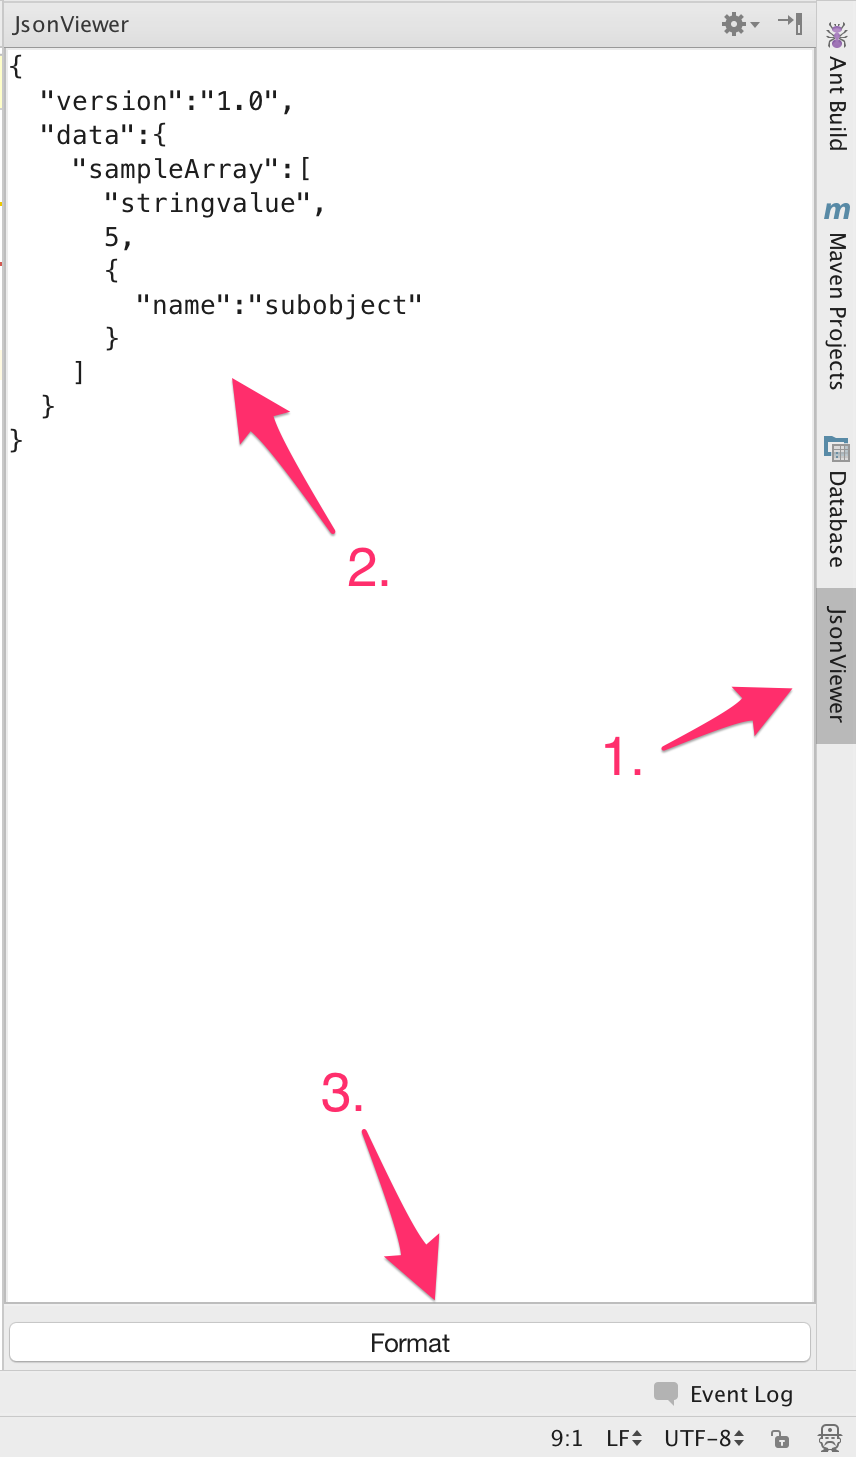 JsonViewer
{
  "version":"1.0",
  "data":{
    "sampleArray":[
      "stringvalue",
      5,
      {
        "name":"subobject"
      }
    ]
  }
}
2.
1.
3.
Format
Ant Build
m
Maven Projects
Database
JsonViewer
Event Log
9:1 LF UTF-8